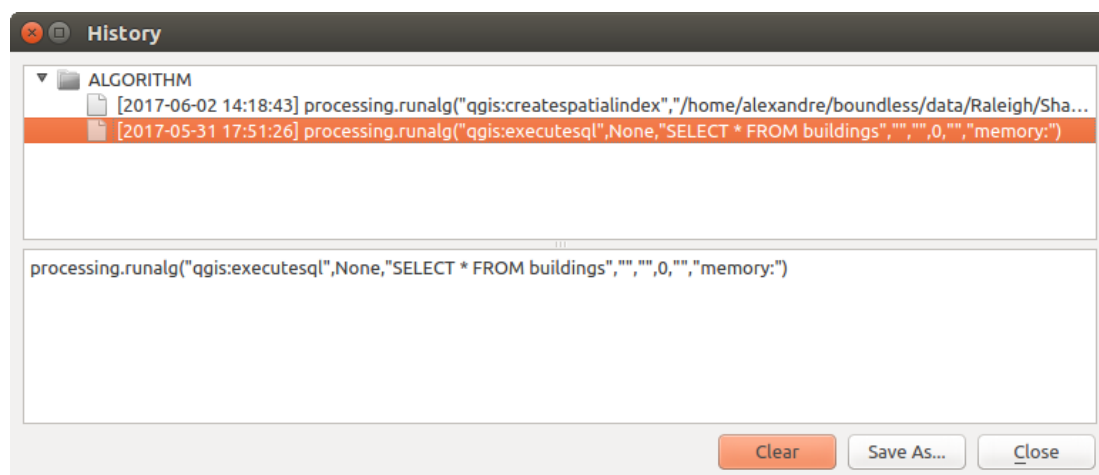 History
ALGORITHM
[2017-06-02 14:18:43] processing.runalg("qgis:createspatialindex","/home/alexandre/boundless/data/Raleigh/Sha...
[2017-05-31 17:51:26] processing.runalg("qgis:executesql",None,"SELECT * FROM buildings","","",0,"","memory:")
processing.runalg("qgis:executesql",None,"SELECT * FROM buildings","","",0,"","memory:")
Clear
Save As...
Close